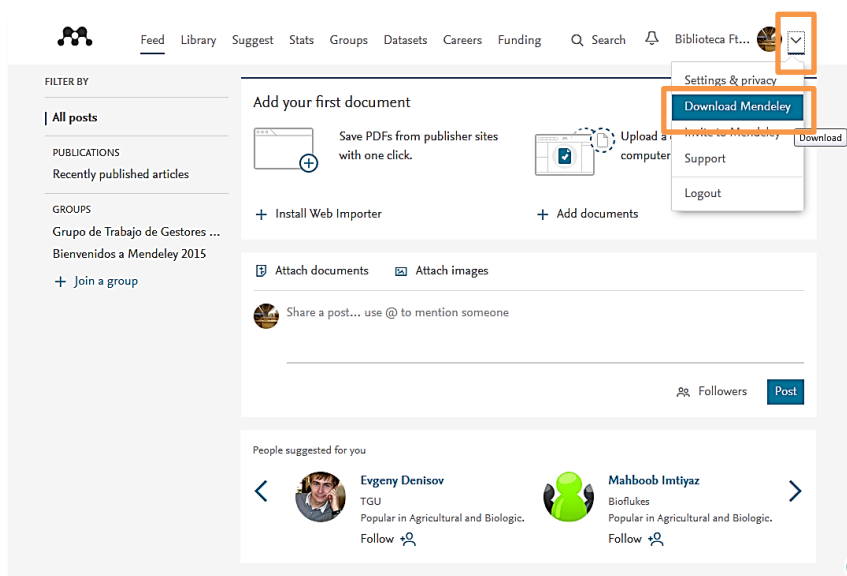 Feed Library Suggest Stats Groups Datasets Careers Funding Search Biblioteca Ft...
Settings & privacy
Download Mendeley
Invite to Mendeley
Download
Support
Logout
FILTER BY
All posts
PUBLICATIONS
Recently published articles
GROUPS
Grupo de Trabajo de Gestores ...
Bienvenidos a Mendeley 2015
+ Join a group
Add your first document
Save PDFs from publisher sites
with one click.
+ Install Web Importer
Upload a
computer
+ Add documents
Attach documents Attach images
Share a post... use @ to mention someone
Followers Post
People suggested for you
Evgeny Denisov
TGU
Popular in Agricultural and Biologic.
Follow
Mahboob Imtiyaz
Bioflukes
Popular in Agricultural and Biologic.
Follow